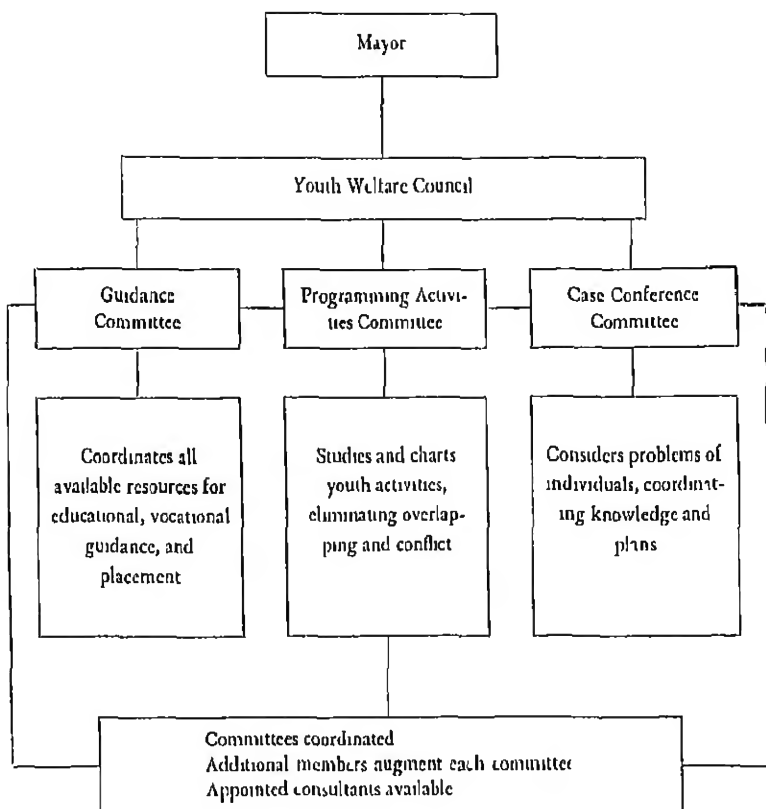 Mayor
Youth Welfare Council
Guidance
Committee
Programming Activi-
ties Committee
Case Conference
Committee
Coordinates all
available resources for
educational, vocational
guidance, and
placement
Studies and charts
youth activities,
eliminating overlap-
ping and conflict
Considers problems of
individuals, coordinat-
ing knowledge and
plans
Committees coordinated
Additional members augment each committee
Appointed consultants available